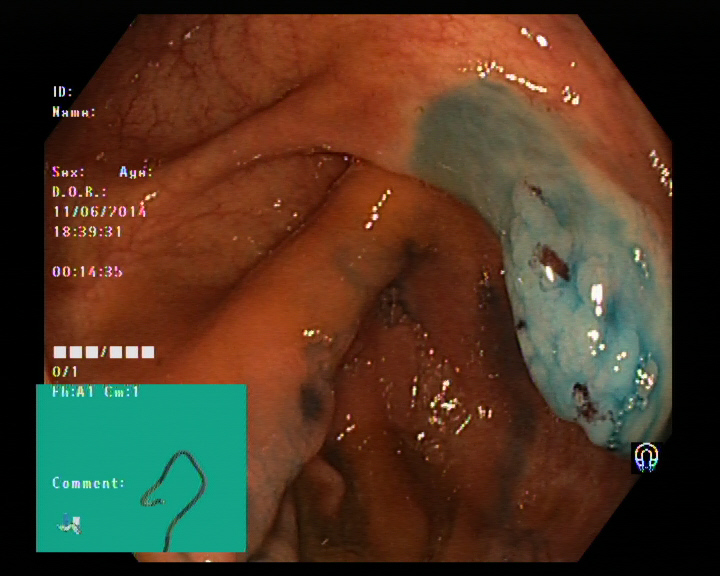 ID:
Name:
Sex: Age:
D.O.B.:
11/06/2014
18:39:31
00:14:35
■■■/■■■
0/1
Ph:A1 Cm:1
Comment: